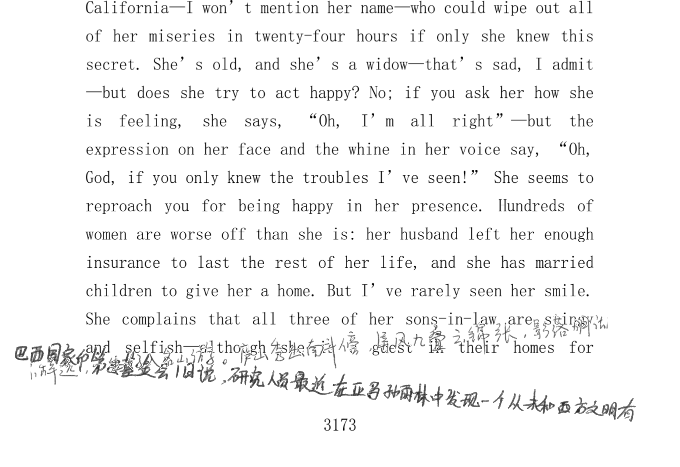 California—I won't mention her name—who could wipe out all
of her miseries in twenty-four hours if only she knew this
secret. She's old, and she's a widow—that's sad, I admit
—but does she try to act happy? No; if you ask her how she
is feeling, she says, “Oh, I'm all right”—but the
expression on her face and the whine in her voice say, “Oh,
God, if you only knew the troubles I've seen!” She seems to
reproach you for being happy in her presence. Hundreds of
women are worse off than she is: her husband left her enough
insurance to last the rest of her life, and she has married
children to give her a home. But I've rarely seen her smile.
She complains that all three of her sons-in-law are stingy
and selfish—although she is a guest in their homes for
巴西国家印第安基金会1日说，研究人员最近在亚马孙雨林中发现一个从未和西方文明有
3173